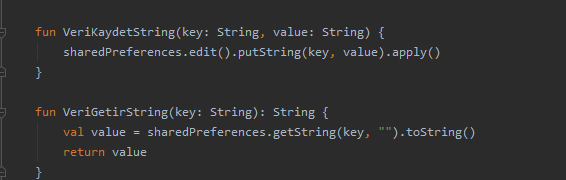 fun VeriKaydetString(key: String, value: String) {
    sharedPreferences.edit().putString(key, value).apply()
}
fun VeriGetirString(key: String): String {
    val value = sharedPreferences.getString(key, "").toString()
    return value
}